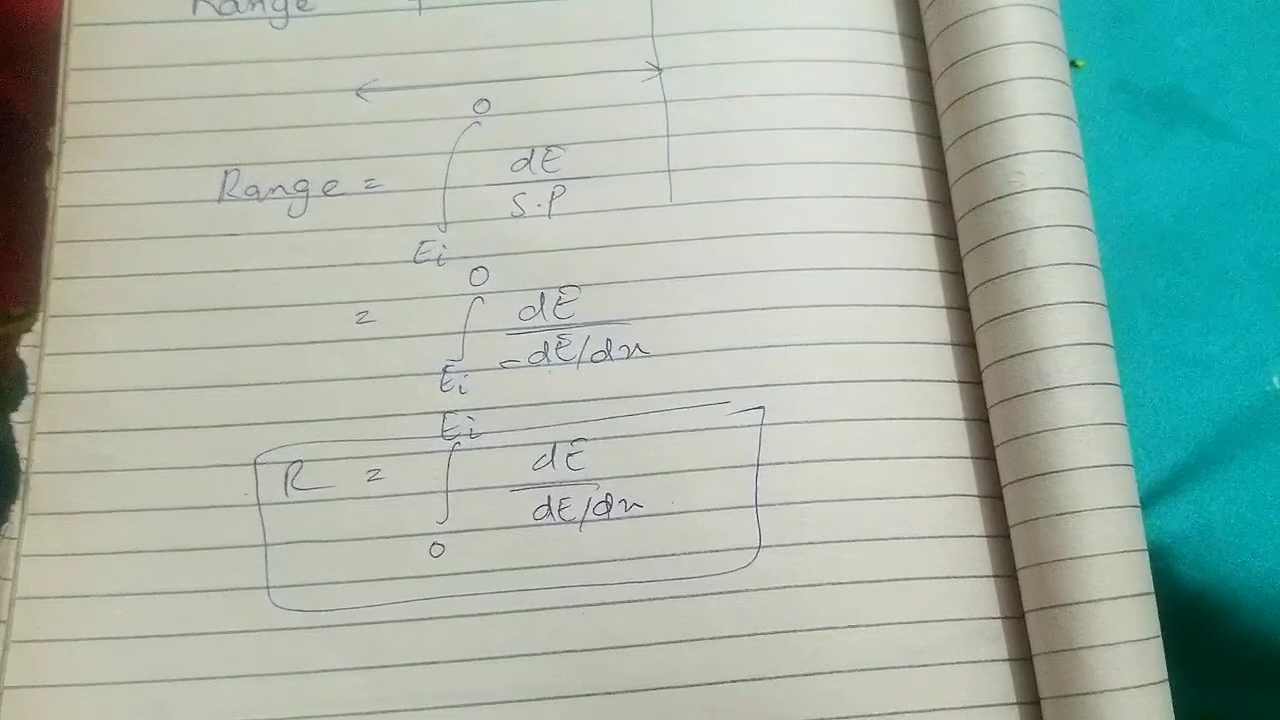 Range
0
Range = ∫ dE / S.P
Ei
0
= ∫ dE / -dE/dx
Ei
Ei
R = ∫ dE / dE/dx
0